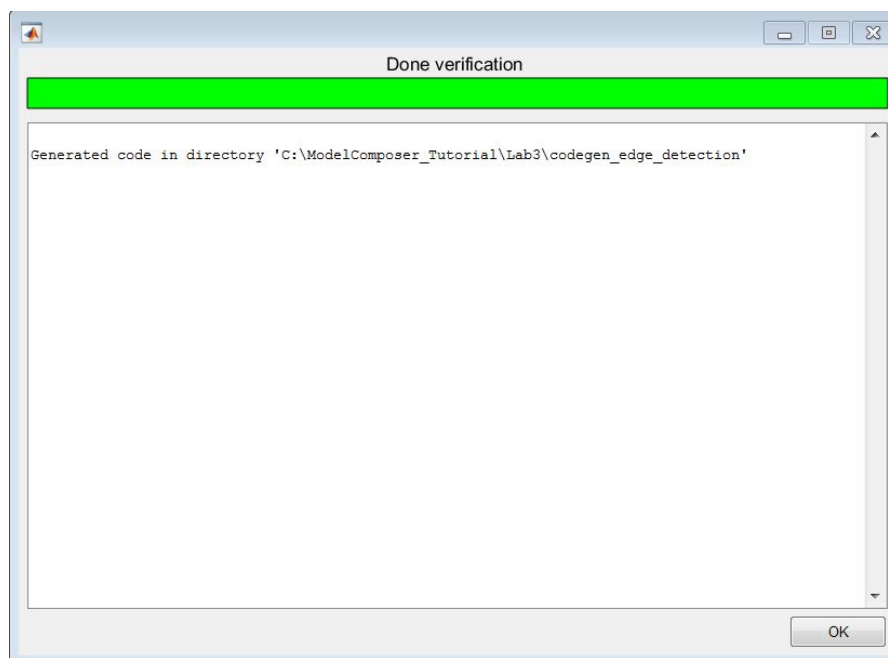 Done verification
Generated code in directory 'C:\ModelComposer_Tutorial\Lab3\codegen_edge_detection'
OK